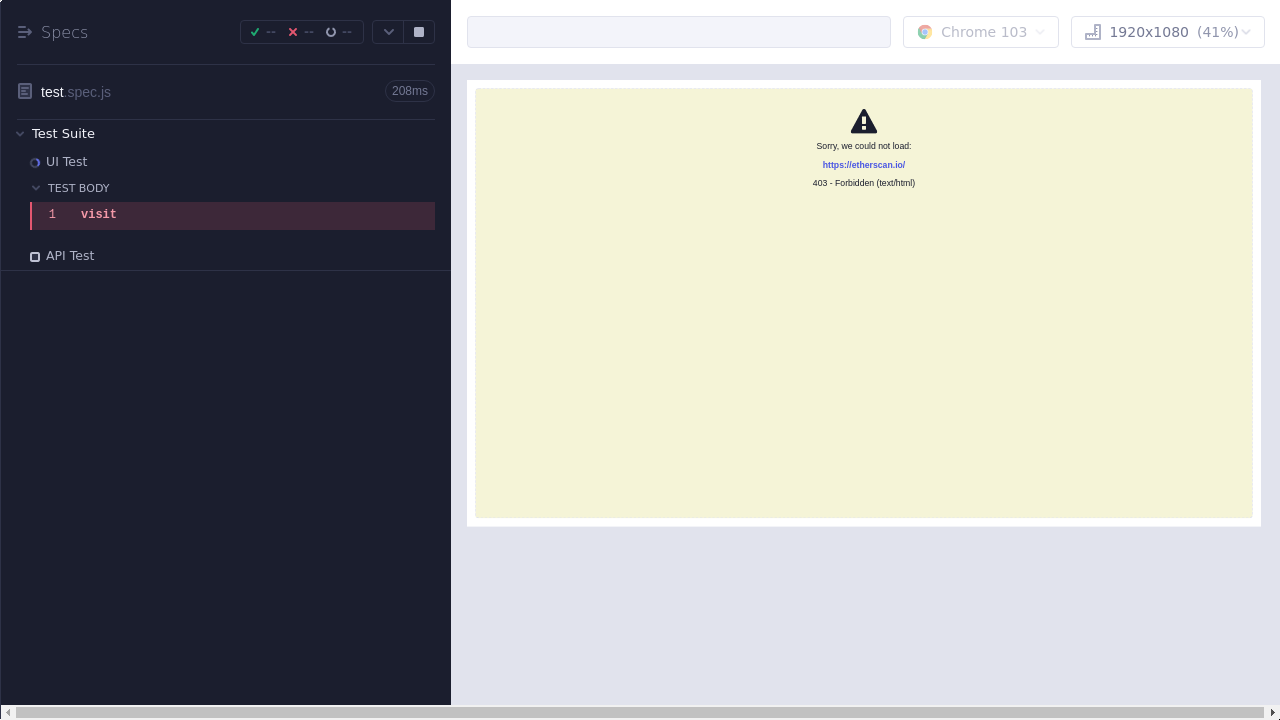 Specs
-- -- --
test.spec.js 208ms
Test Suite
UI Test
TEST BODY
1 visit
API Test
Chrome 103
1920x1080 (41%)
Sorry, we could not load:
https://etherscan.io/
403 - Forbidden (text/html)